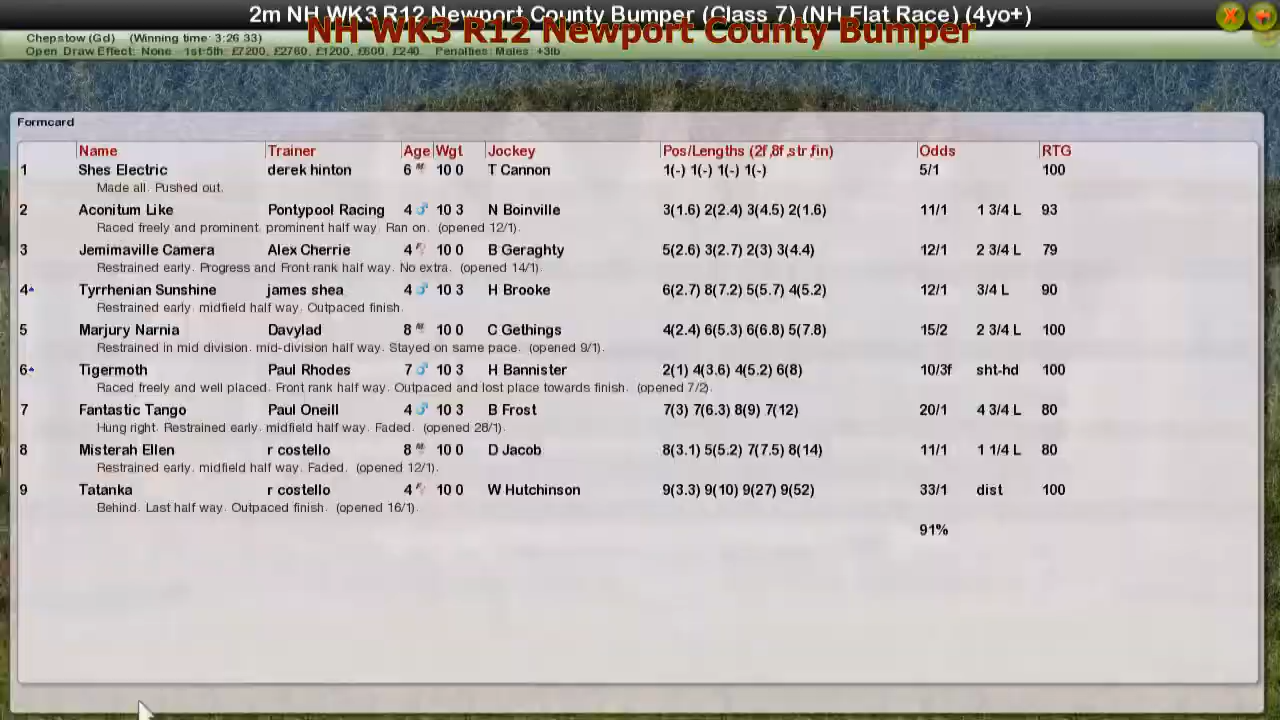 2m NH WK3 R12 Newport County Bumper (Class 7) (NH Flat Race) (4yo+)
NH WK3 R12 Newport County Bumper
Chepstow (Gd) (Winning time: 3:26.33)
Open Draw Effect: None. 1st-5th: £7200, £2760, £1200, £600, £240. Penalties: Males: +3lb
Formcard
Name Trainer Age Wgt Jockey Pos/Lengths (2f,8f,str,fin) Odds RTG
1 Shes Electric derek hinton 6 10 0 T Cannon 1(-) 1(-) 1(-) 1(-) 5/1 100
Made all. Pushed out.
2 Aconitum Like Pontypool Racing 4 ♂ 10 3 N Boinville 3(1.6) 2(2.4) 3(4.5) 2(1.6) 11/1 1 3/4 L 93
Raced freely and prominent. prominent half way. Ran on. (opened 12/1).
3 Jemimaville Camera Alex Cherrie 4 10 0 B Geraghty 5(2.6) 3(2.7) 2(3) 3(4.4) 12/1 2 3/4 L 79
Restrained early. Progress and Front rank half way. No extra. (opened 14/1).
4 Tyrrhenian Sunshine james shea 4 ♂ 10 3 H Brooke 6(2.7) 8(7.2) 5(5.7) 4(5.2) 12/1 3/4 L 90
Restrained early. midfield half way. Outpaced finish.
5 Marjury Narnia Davylad 8 10 0 C Gethings 4(2.4) 6(5.3) 6(6.8) 5(7.8) 15/2 2 3/4 L 100
Restrained in mid division. mid-division half way. Stayed on same pace. (opened 9/1).
6 Tigermoth Paul Rhodes 7 ♂ 10 3 H Bannister 2(1) 4(3.6) 4(5.2) 6(8) 10/3f sht-hd 100
Raced freely and well placed. Front rank half way. Outpaced and lost place towards finish. (opened 7/2).
7 Fantastic Tango Paul Oneill 4 ♂ 10 3 B Frost 7(3) 7(6.3) 8(9) 7(12) 20/1 4 3/4 L 80
Hung right. Restrained early. midfield half way. Faded. (opened 28/1).
8 Misterah Ellen r costello 8 10 0 D Jacob 8(3.1) 5(5.2) 7(7.5) 8(14) 11/1 1 1/4 L 80
Restrained early. midfield half way. Faded. (opened 12/1).
9 Tatanka r costello 4 10 0 W Hutchinson 9(3.3) 9(10) 9(27) 9(52) 33/1 dist 100
Behind. Last half way. Outpaced finish. (opened 16/1).
91%